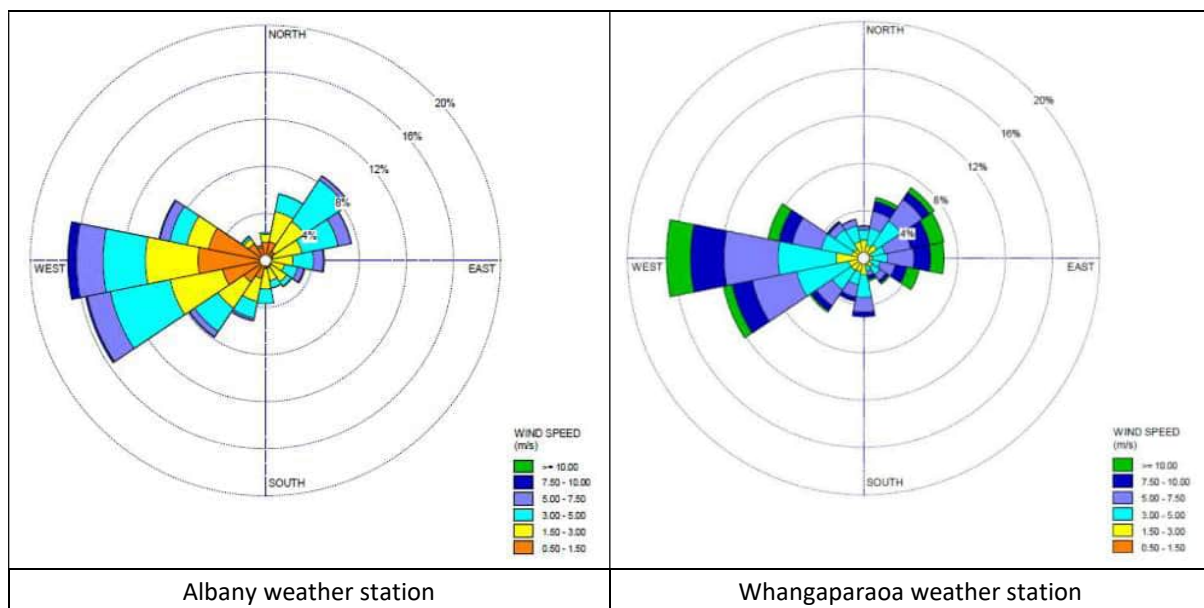 NORTH
20%
16%
12%
8%
4%
WEST
EAST
SOUTH
WIND SPEED
(m/s)
>= 10.00
7.50 - 10.00
5.00 - 7.50
3.00 - 5.00
1.50 - 3.00
0.50 - 1.50
Albany weather station
NORTH
20%
16%
12%
8%
4%
WEST
EAST
SOUTH
WIND SPEED
(m/s)
>= 10.00
7.50 - 10.00
5.00 - 7.50
3.00 - 5.00
1.50 - 3.00
0.50 - 1.50
Whangaparaoa weather station